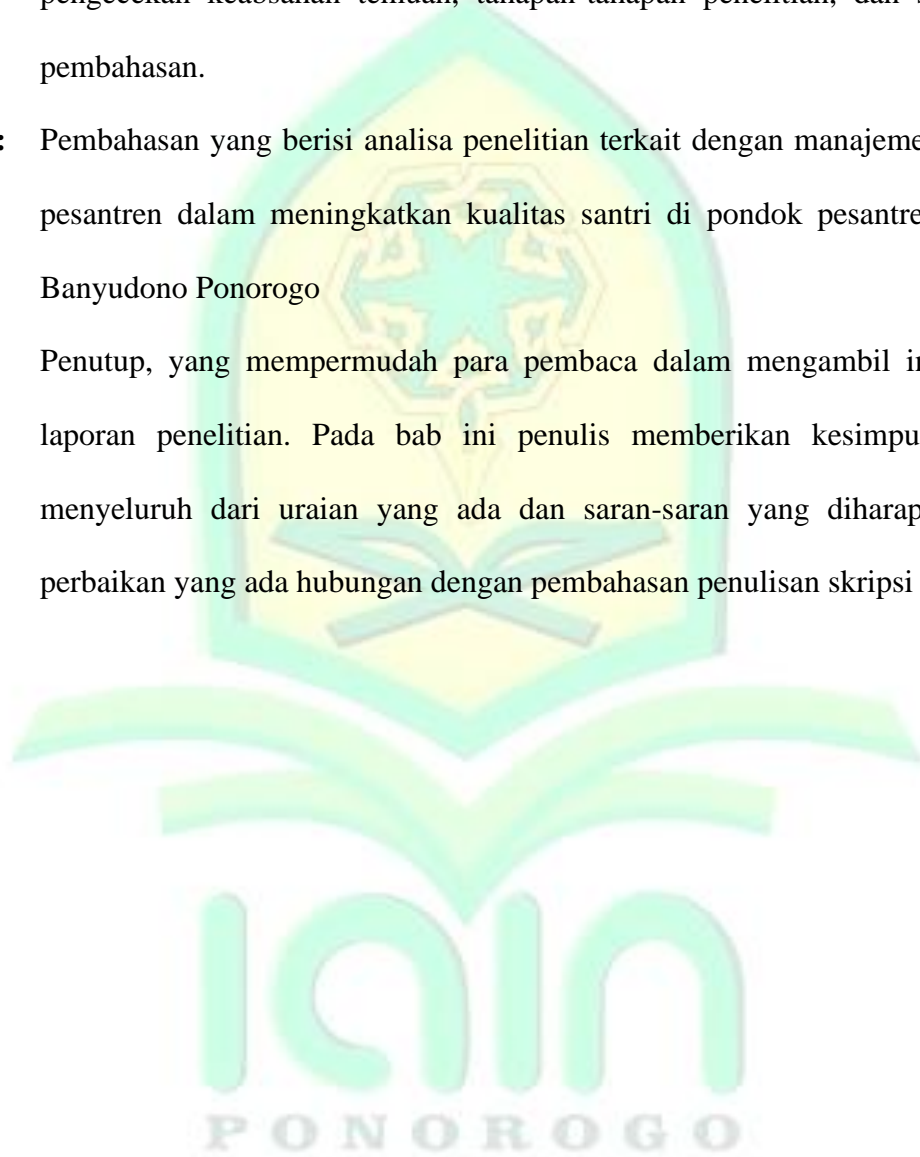 pengecekan keabsahan temuan, tahapan-tahapan penelitian, dan
pembahasan.
: Pembahasan yang berisi analisa penelitian terkait dengan manajeme
pesantren dalam meningkatkan kualitas santri di pondok pesantre
Banyudono Ponorogo
Penutup, yang mempermudah para pembaca dalam mengambil in
laporan penelitian. Pada bab ini penulis memberikan kesimpu
menyeluruh dari uraian yang ada dan saran-saran yang diharap
perbaikan yang ada hubungan dengan pembahasan penulisan skripsi
iain
PONOROGO